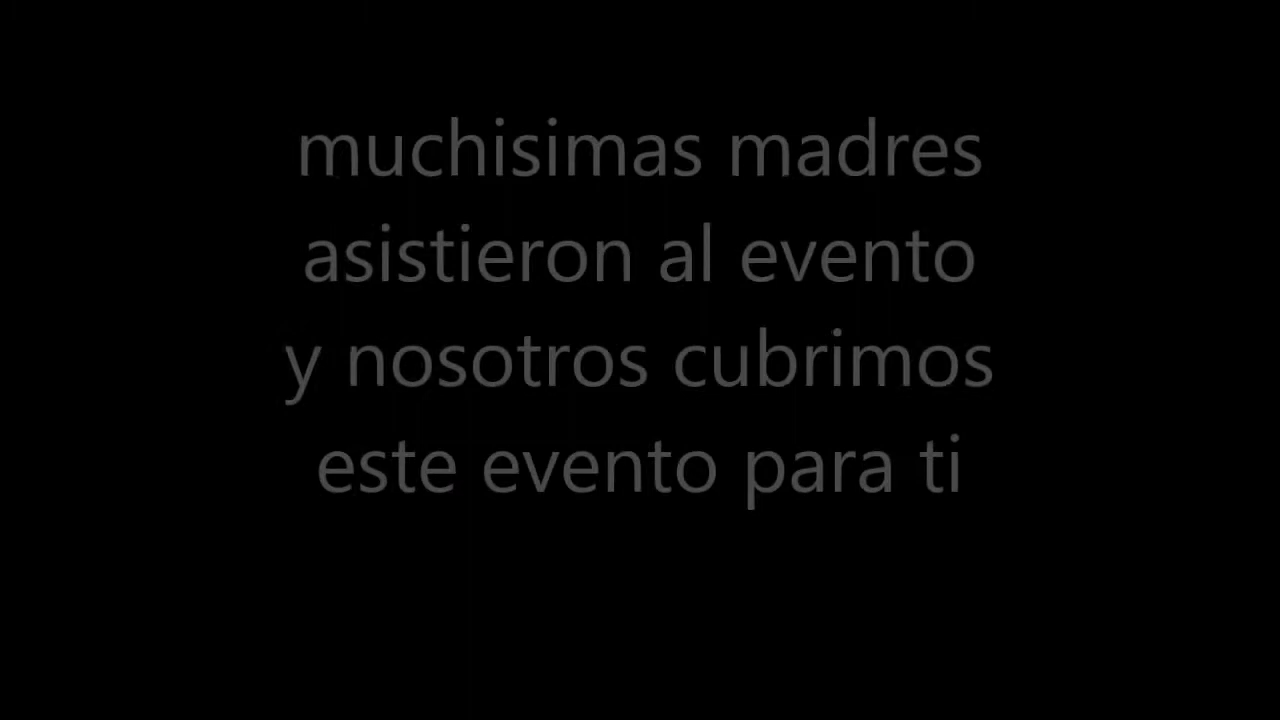 muchisimas madres
asistieron al evento
y nosotros cubrimos
este evento para ti